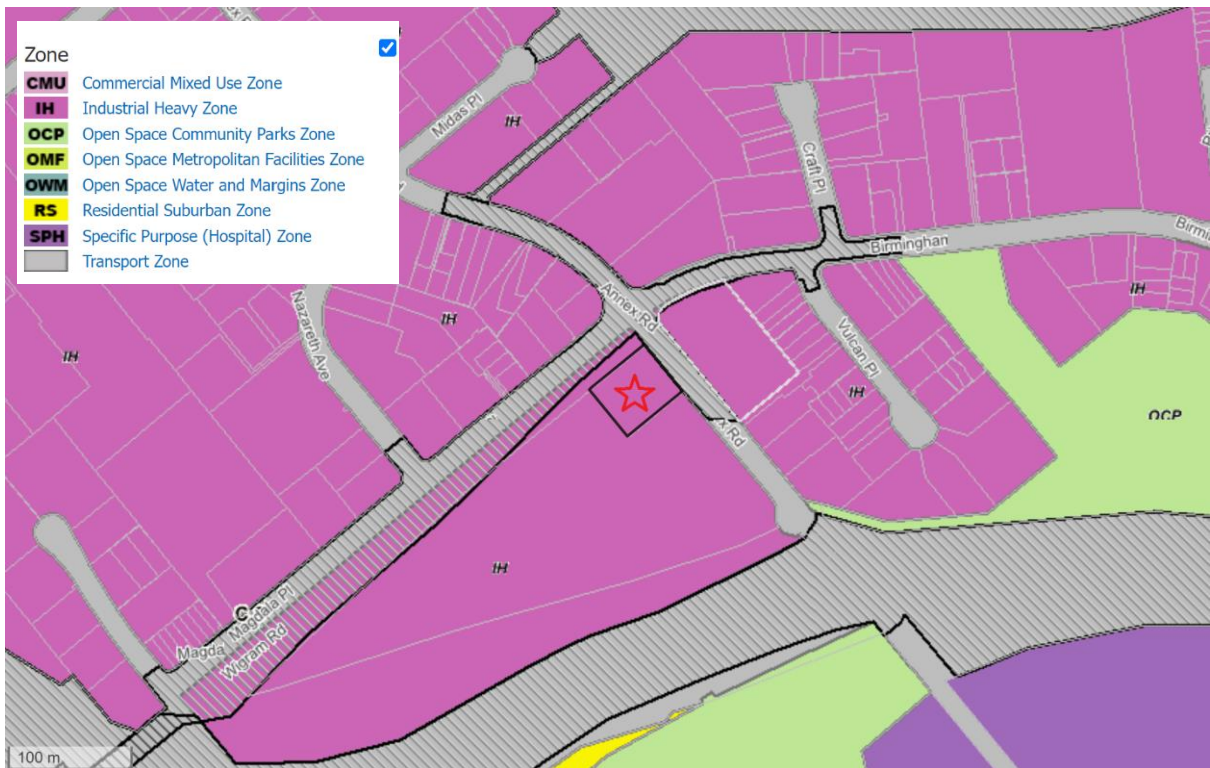 Zone
CMU Commercial Mixed Use Zone
IH Industrial Heavy Zone
OCP Open Space Community Parks Zone
OMF Open Space Metropolitan Facilities Zone
OWM Open Space Water and Margins Zone
RS Residential Suburban Zone
SPH Specific Purpose (Hospital) Zone
Transport Zone
Midas Pl
IH
Craft Pl
Birminghan
Nazareth Ave
IH
Annex Rd
IH
IH
Vulcan Pl
IH
OCP
x Rd
IH
C
Magda Magdala Pl
Wigram Rd
100 m